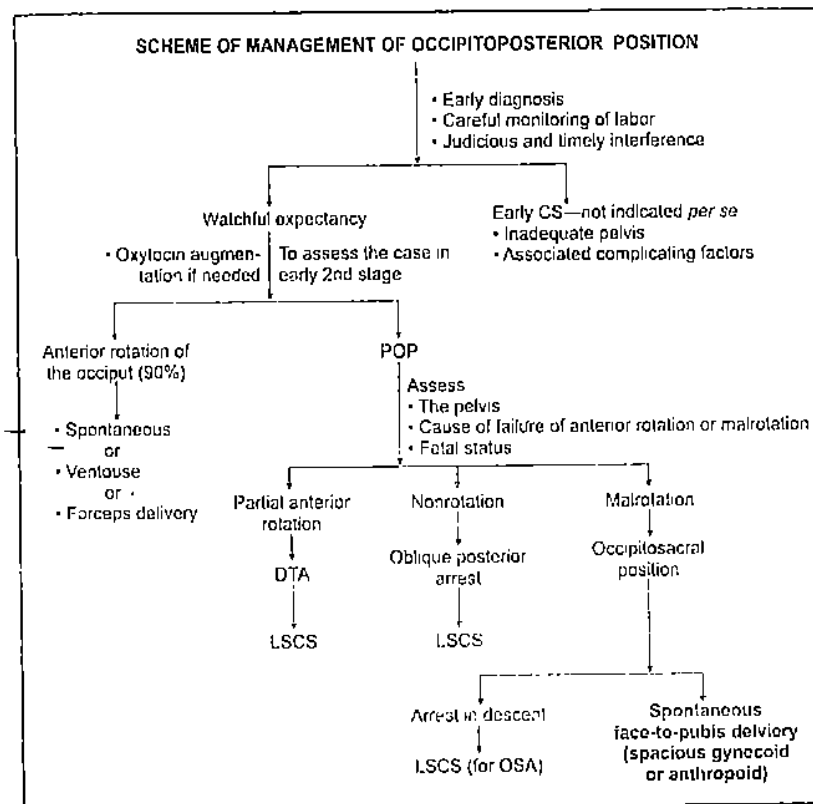 SCHEME OF MANAGEMENT OF OCCIPITOPOSTERIOR POSITION
• Early diagnosis
• Careful monitoring of labor
• Judicious and timely interference
Watchful expectancy
• Oxytocin augmen-
tation if needed
To assess the case in
early 2nd stage
Early CS—not indicated per se
• Inadequate pelvis
• Associated complicating factors
Anterior rotation of
the occiput (90%)
• Spontaneous
or
• Ventouse
or
• Forceps delivery
POP
Assess
• The pelvis
• Cause of failure of anterior rotation or malrotation
• Fetal status
Partial anterior
rotation
DTA
LSCS
Nonrotation
Oblique posterior
arrest
LSCS
Malrotation
Occipitosacral
position
Arrest in descent
LSCS (for OSA)
Spontaneous
face-to-pubis delviery
(spacious gynecoid
or anthropoid)